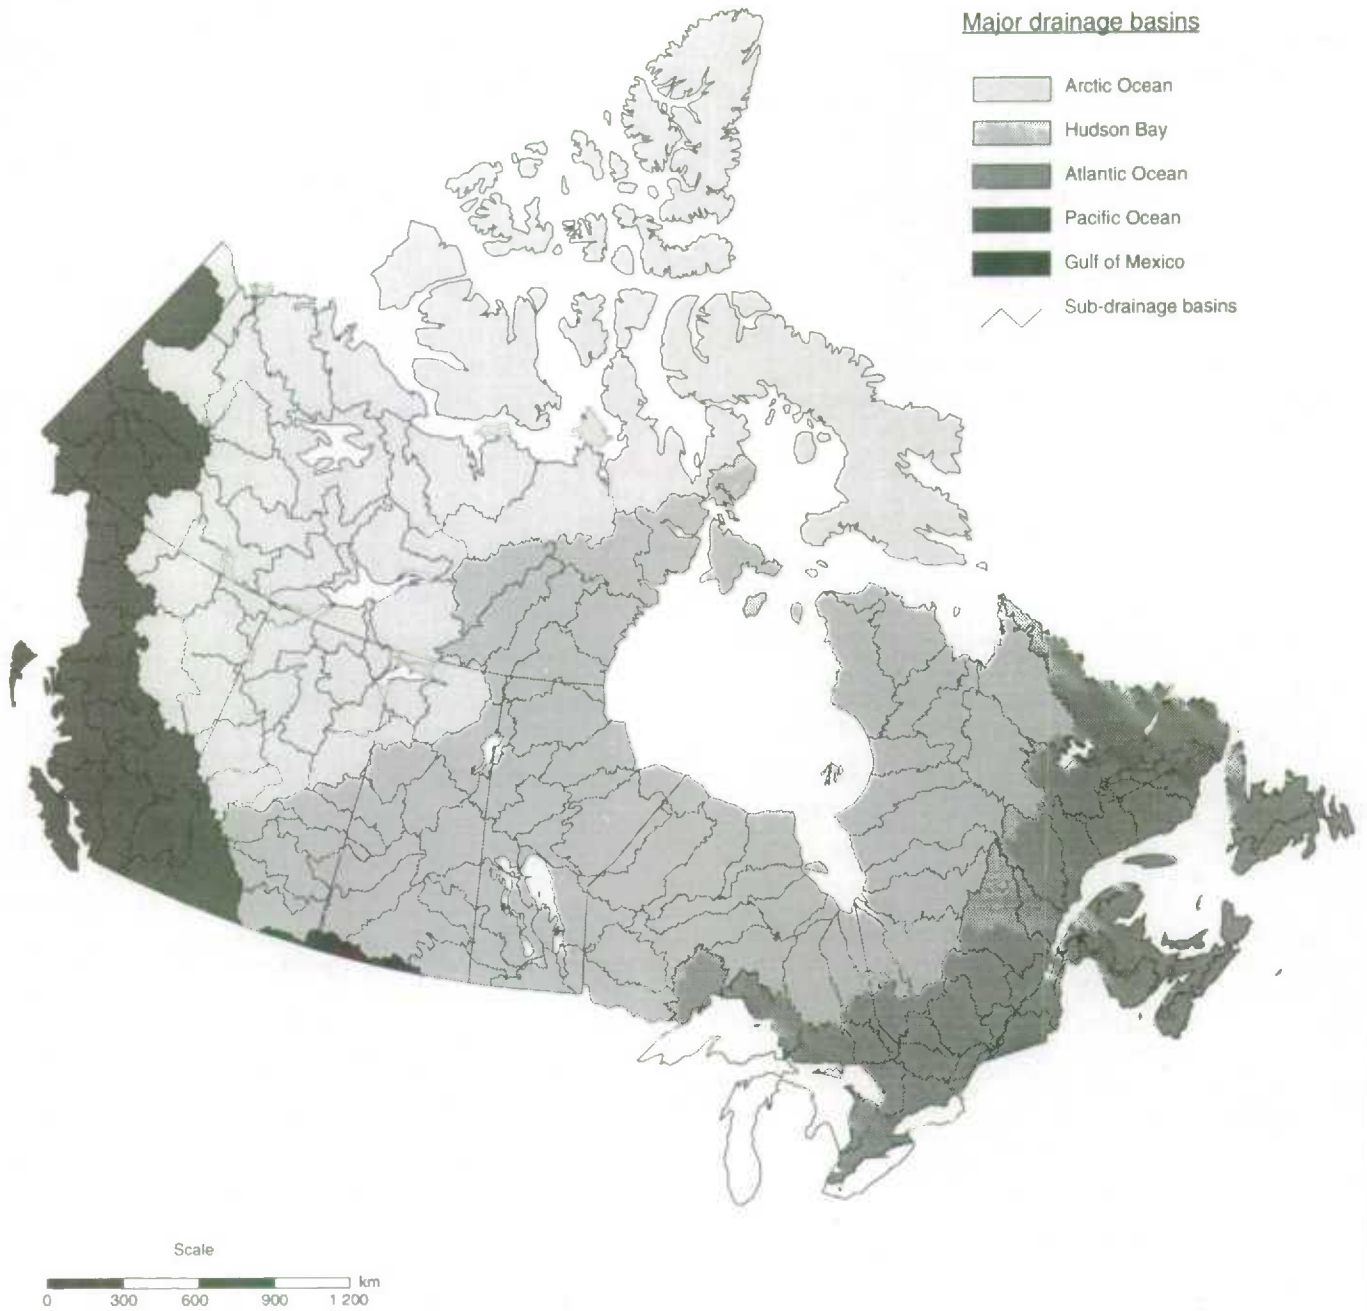 Major drainage basins
Arctic Ocean
Hudson Bay
Atlantic Ocean
Pacific Ocean
Gulf of Mexico
Sub-drainage basins
Scale
km
0 300 600 900 1 200